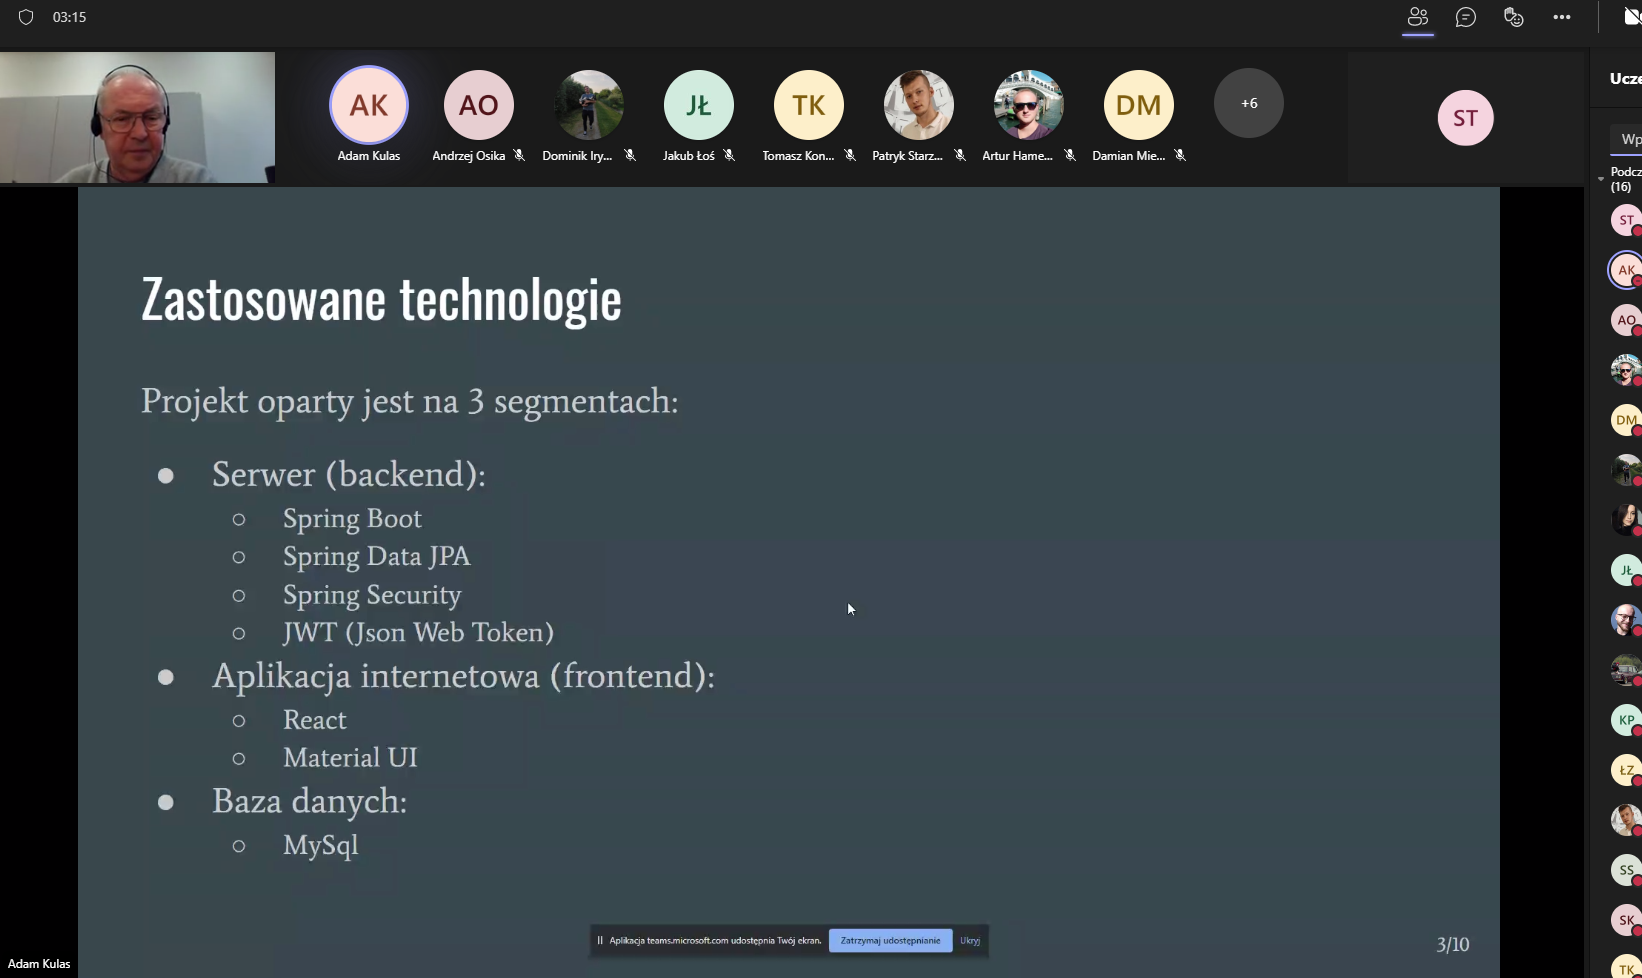 03:15
AK
AO
JŁ
TK
DM
+6
ST
Adam Kulas
Andrzej Osika
Dominik Iry...
Jakub Łoś
Tomasz Kon...
Patryk Starz...
Artur Hame...
Damian Mie...
Zastosowane technologie
Projekt oparty jest na 3 segmentach:
● Serwer (backend):
○ Spring Boot
○ Spring Data JPA
○ Spring Security
○ JWT (Json Web Token)
● Aplikacja internetowa (frontend):
○ React
○ Material UI
● Baza danych:
○ MySql
Aplikacja teams.microsoft.com udostępnia Twój ekran.
Zatrzymaj udostępnianie
Ukryj
3/10
Adam Kulas
Ucze
Wp
Podcz
(16)
ST
AK
AO
DM
JŁ
KP
ŁZ
SS
SK
TK